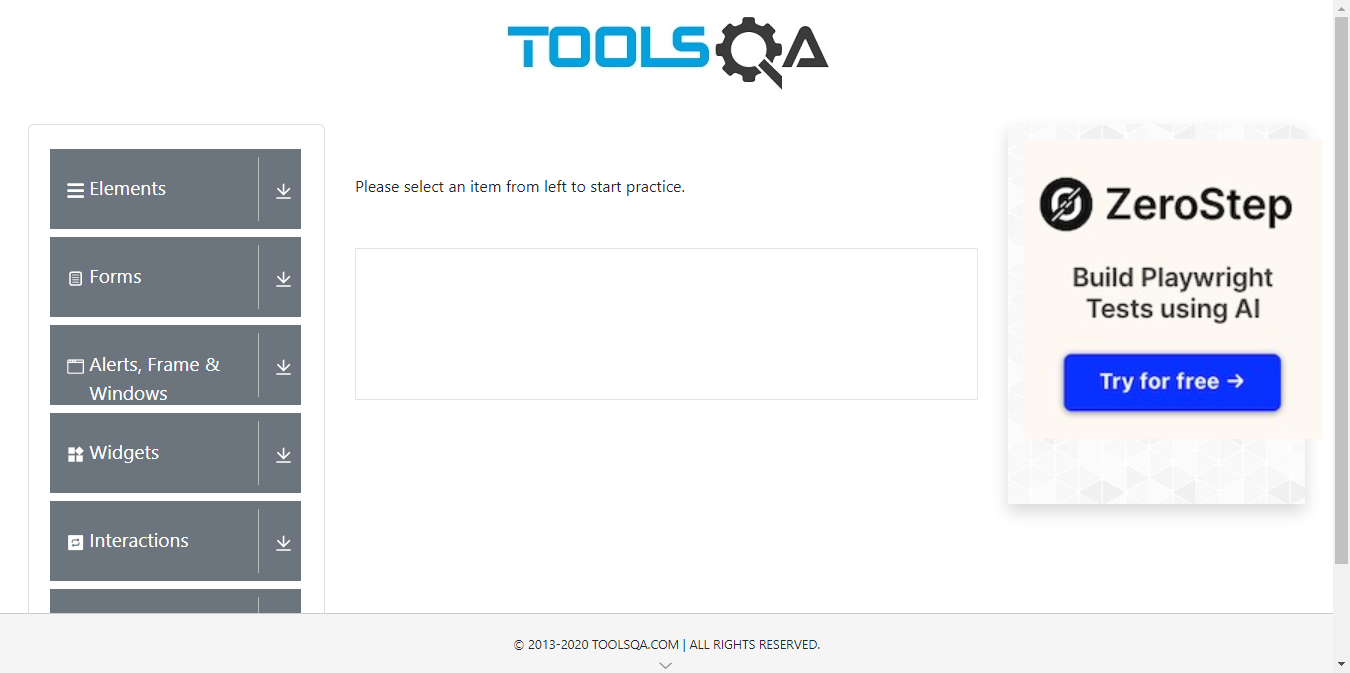 TOOLSQA
Elements
Forms
Alerts, Frame &
Windows
Widgets
Interactions
Please select an item from left to start practice.
ZeroStep
Build Playwright
Tests using AI
Try for free →
© 2013-2020 TOOLSQA.COM | ALL RIGHTS RESERVED.